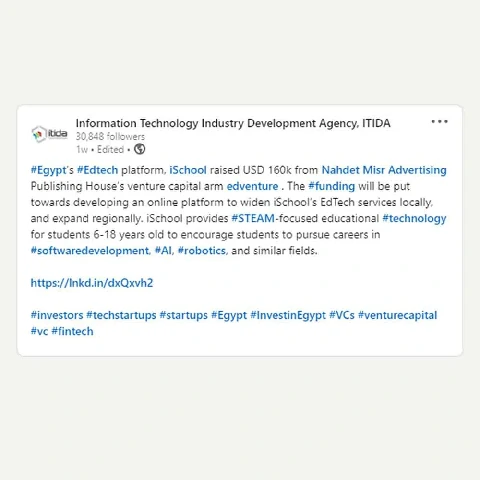 itida
Information Technology Industry Development Agency, ITIDA
30,848 followers
1w • Edited •
#Egypt's #Edtech platform, iSchool raised USD 160k from Nahdet Misr Advertising
Publishing House's venture capital arm edventure . The #funding will be put
towards developing an online platform to widen iSchool's EdTech services locally,
and expand regionally. iSchool provides #STEAM-focused educational #technology
for students 6-18 years old to encourage students to pursue careers in
#softwaredevelopment, #AI, #robotics, and similar fields.
https://lnkd.in/dxQxvh2
#investors #techstartups #startups #Egypt #InvestinEgypt #VCs #venturecapital
#vc #fintech